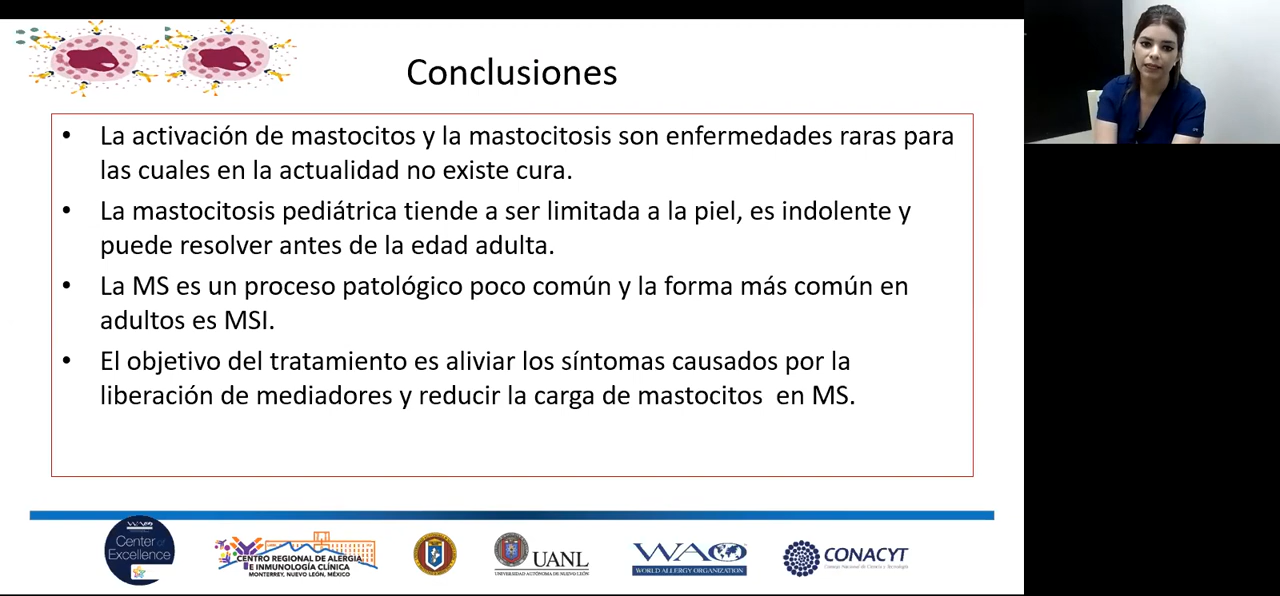 Conclusiones
• La activación de mastocitos y la mastocitosis son enfermedades raras para
las cuales en la actualidad no existe cura.
• La mastocitosis pediátrica tiende a ser limitada a la piel, es indolente y
puede resolver antes de la edad adulta.
• La MS es un proceso patológico poco común y la forma más común en
adultos es MSI.
• El objetivo del tratamiento es aliviar los síntomas causados por la
liberación de mediadores y reducir la carga de mastocitos en MS.
WAO
Center of
Excellence
CENTRO REGIONAL DE ALERGIA
E INMUNOLOGÍA CLÍNICA
MONTERREY, NUEVO LEÓN, MÉXICO
UANL
UNIVERSIDAD AUTÓNOMA DE NUEVO LEÓN
WAO
WORLD ALLERGY ORGANIZATION
CONACYT
Consejo Nacional de Ciencia y Tecnología